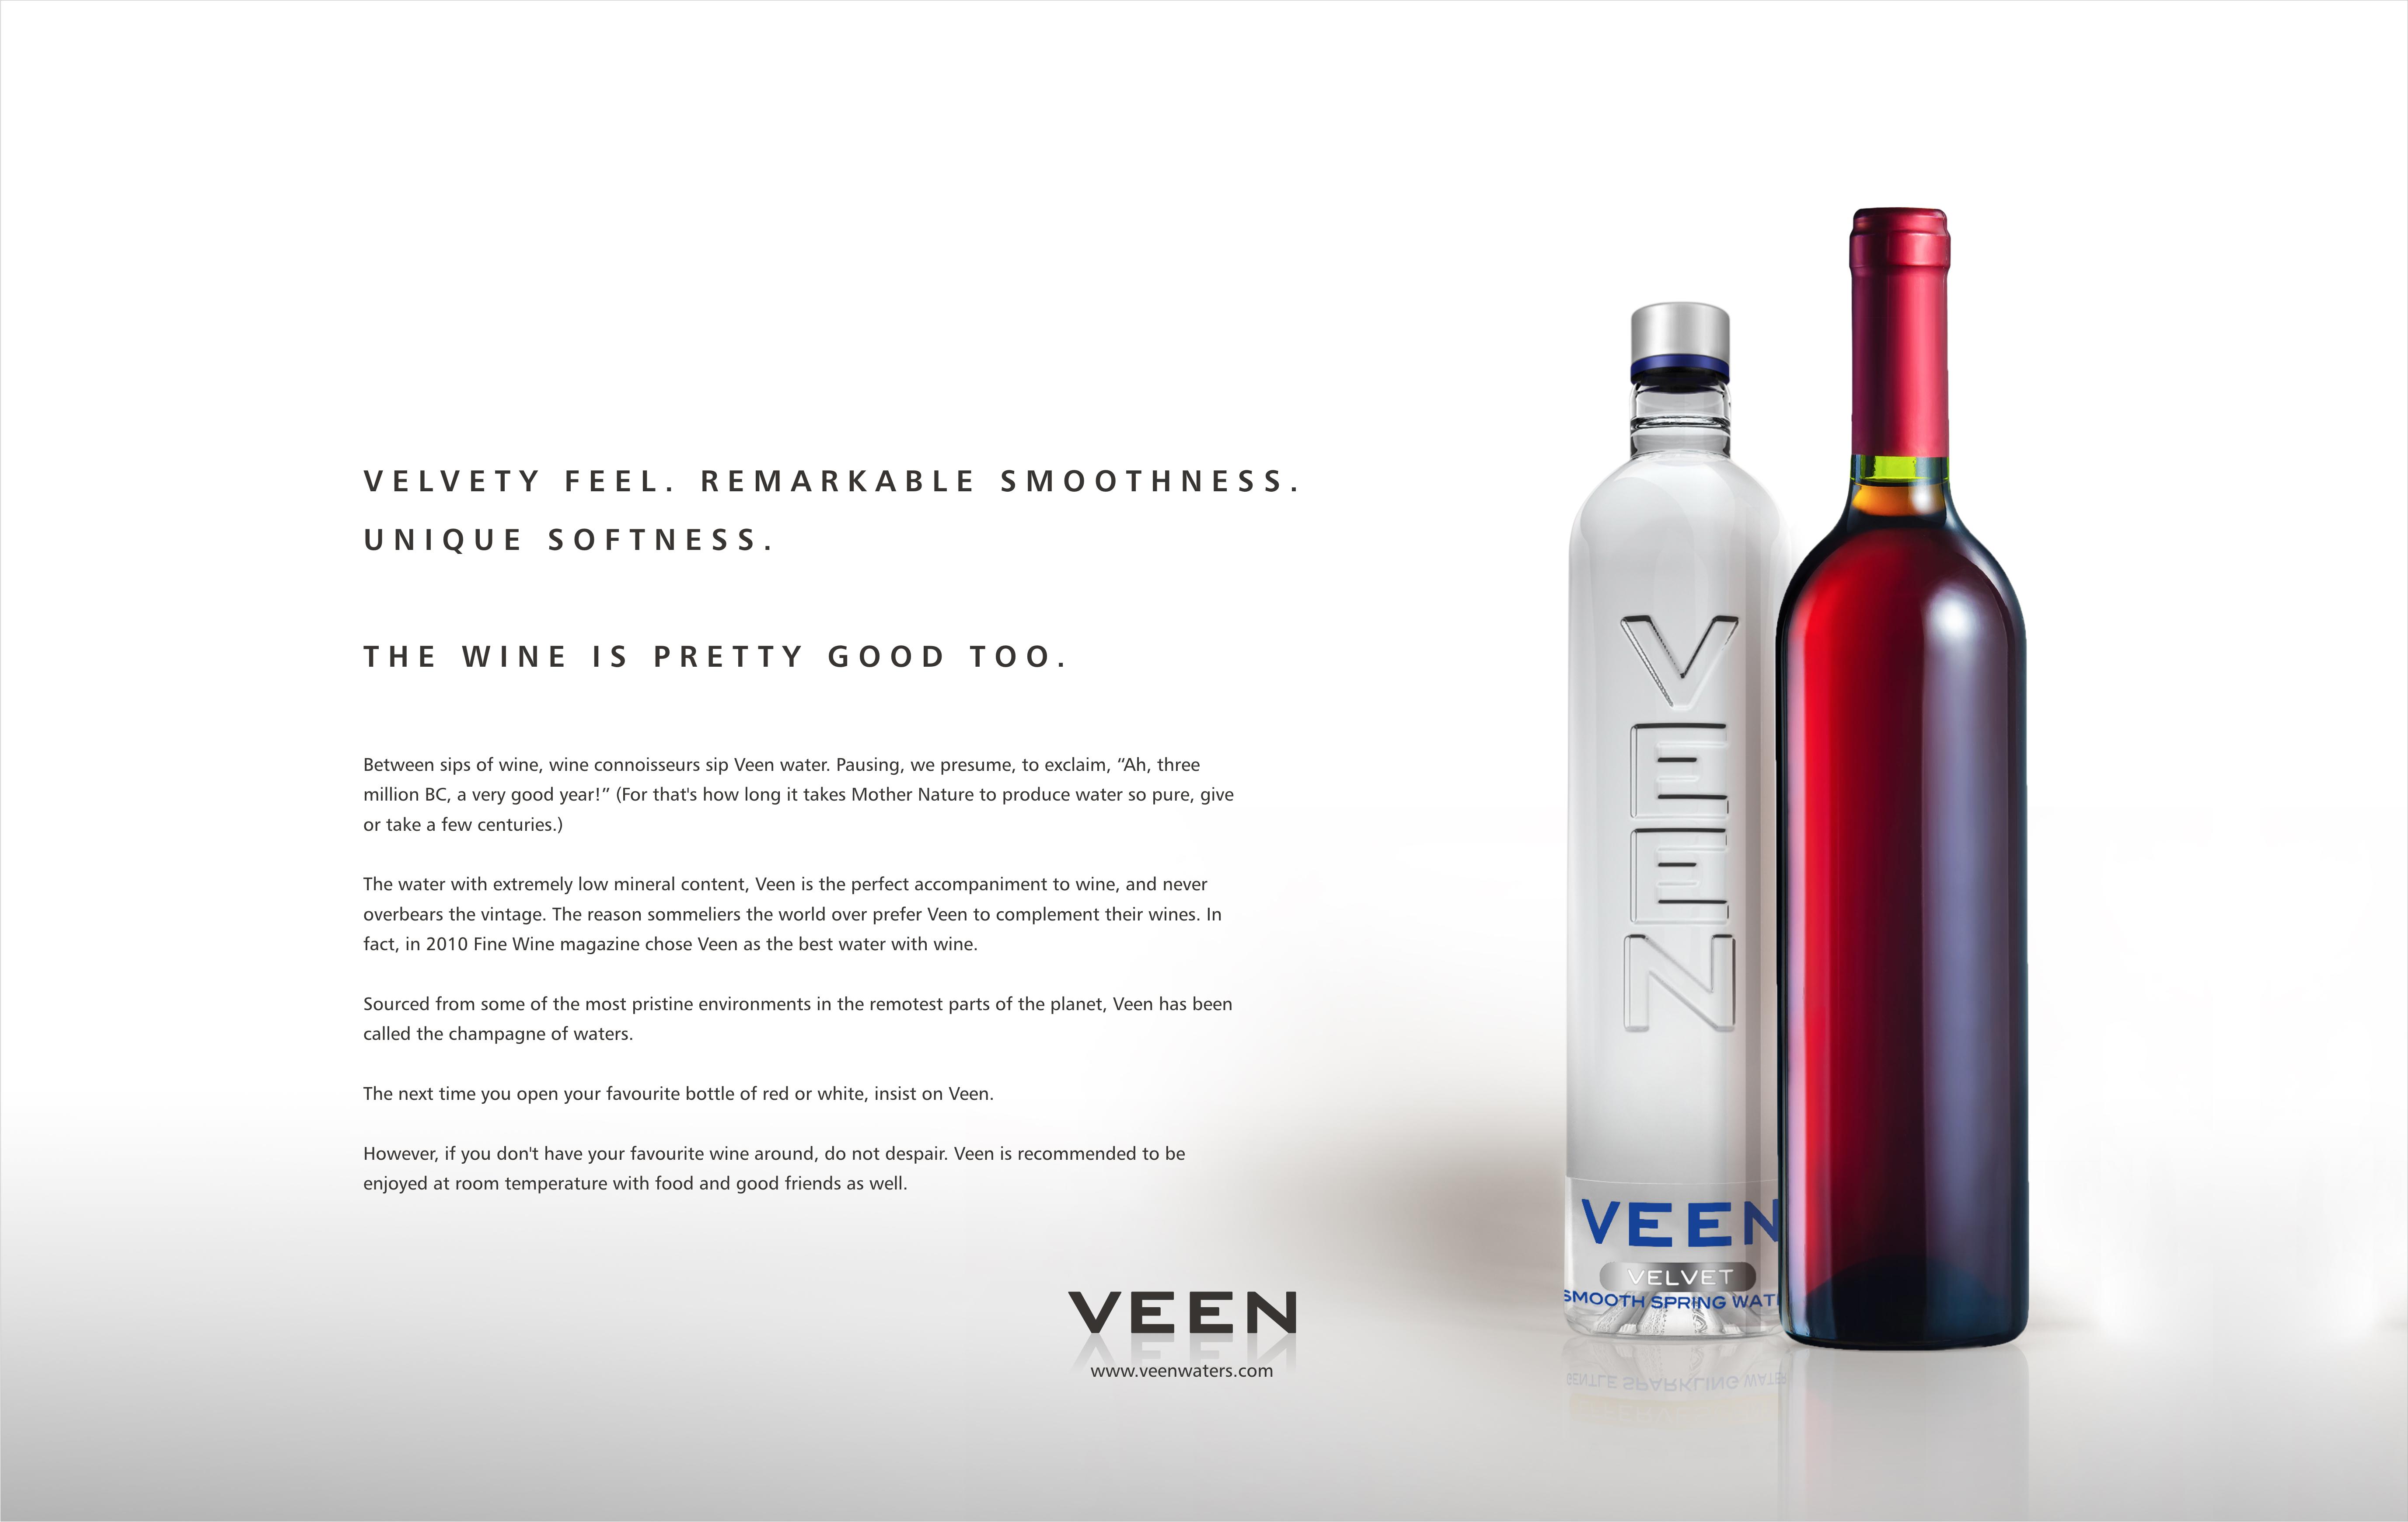 VELVETY FEEL. REMARKABLE SMOOTHNESS.
UNIQUE SOFTNESS.
THE WINE IS PRETTY GOOD TOO.
Between sips of wine, wine connoisseurs sip Veen water. Pausing, we presume, to exclaim, “Ah, three
million BC, a very good year!” (For that's how long it takes Mother Nature to produce water so pure, give
or take a few centuries.)
The water with extremely low mineral content, Veen is the perfect accompaniment to wine, and never
overbears the vintage. The reason sommeliers the world over prefer Veen to complement their wines. In
fact, in 2010 Fine Wine magazine chose Veen as the best water with wine.
Sourced from some of the most pristine environments in the remotest parts of the planet, Veen has been
called the champagne of waters.
The next time you open your favourite bottle of red or white, insist on Veen.
However, if you don't have your favourite wine around, do not despair. Veen is recommended to be
enjoyed at room temperature with food and good friends as well.
VEEN
www.veenwaters.com
VEEN
VEEN
VELVET
SMOOTH SPRING WAT
GENTLE SPARKLING WATER